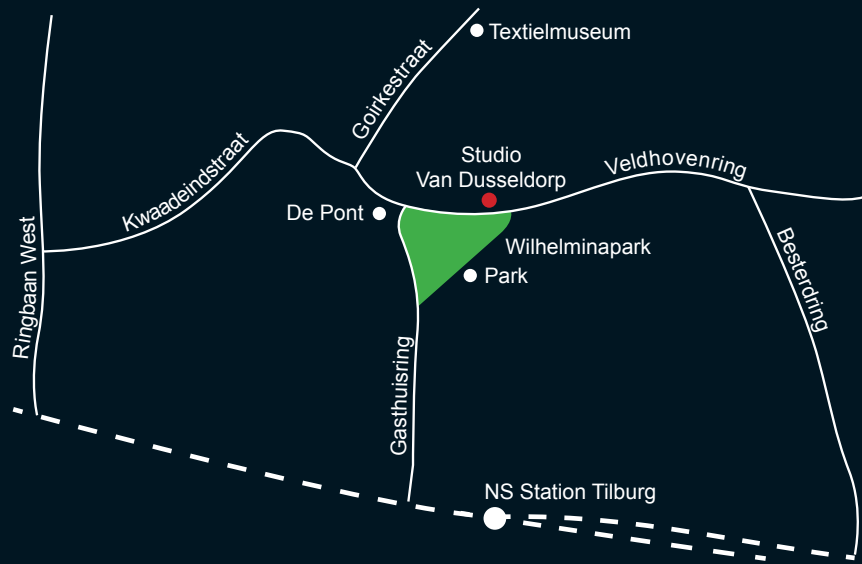 Textielmuseum
Goirkestraat
Studio
Van Dusseldorp
Veldhovenring
Kwaadeindstraat
De Pont
Wilhelminapark
Park
Besterdring
Ringbaan West
Gasthuisring
NS Station Tilburg